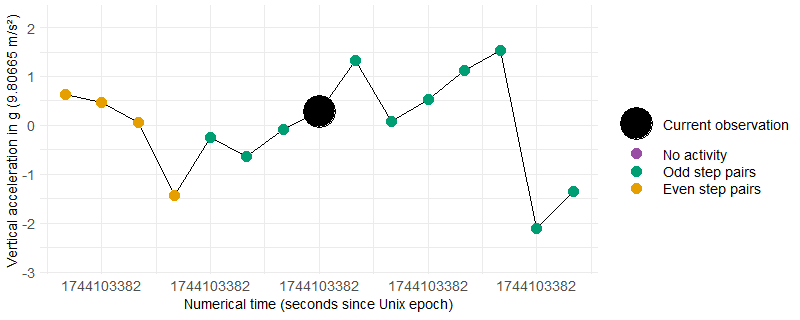 Vertical acceleration in g (9.80665 m/s²)
2
1
0
-1
-2
-3
1744103382 1744103382 1744103382 1744103382 1744103382
Numerical time (seconds since Unix epoch)
Current observation
No activity
Odd step pairs
Even step pairs